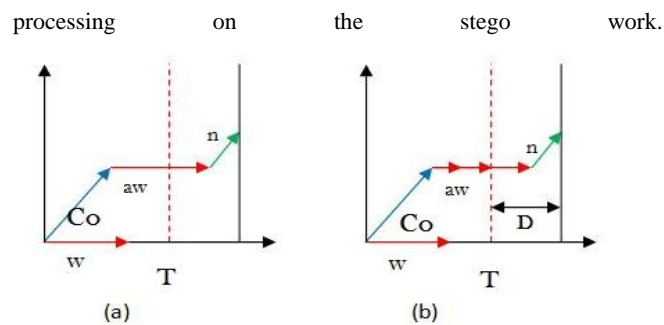 processing on the stego work.
n n
aw aw
Co Co D
w w
T T
(a) (b)